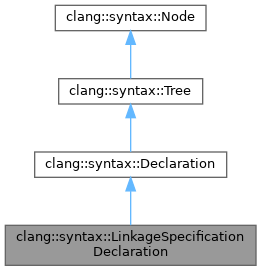 clang::syntax::Node
clang::syntax::Tree
clang::syntax::Declaration
clang::syntax::LinkageSpecification
Declaration